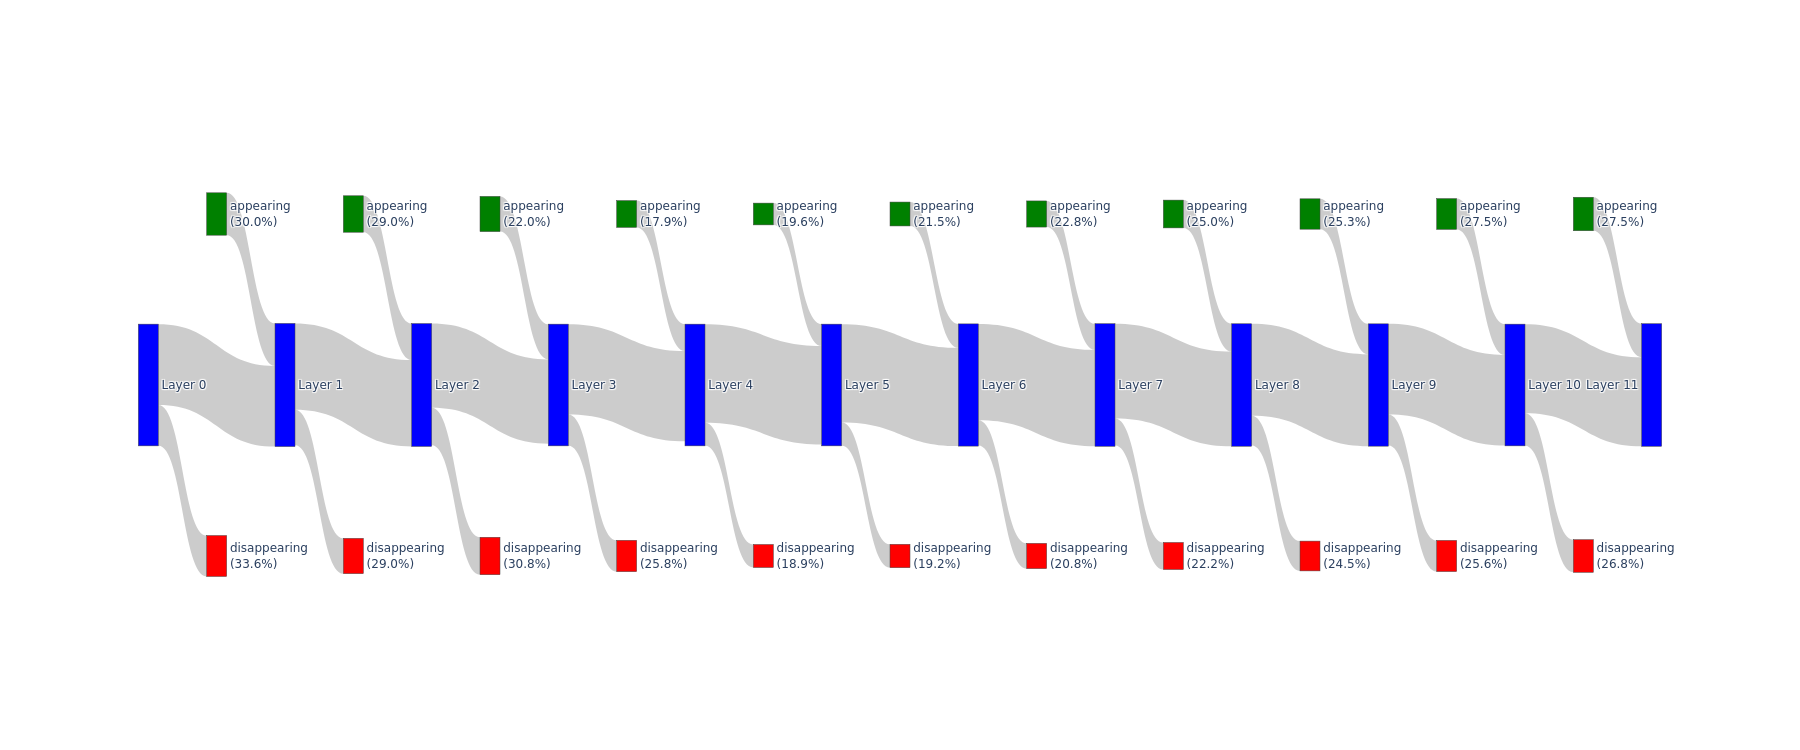 appearing
(30.0%)
appearing
(29.0%)
appearing
(22.0%)
appearing
(17.9%)
appearing
(19.6%)
appearing
(21.5%)
appearing
(22.8%)
appearing
(25.0%)
appearing
(25.3%)
appearing
(27.5%)
appearing
(27.5%)
Layer 0
Layer 1
Layer 2
Layer 3
Layer 4
Layer 5
Layer 6
Layer 7
Layer 8
Layer 9
Layer 10
Layer 11
disappearing
(33.6%)
disappearing
(29.0%)
disappearing
(30.8%)
disappearing
(25.8%)
disappearing
(18.9%)
disappearing
(19.2%)
disappearing
(20.8%)
disappearing
(22.2%)
disappearing
(24.5%)
disappearing
(25.6%)
disappearing
(26.8%)